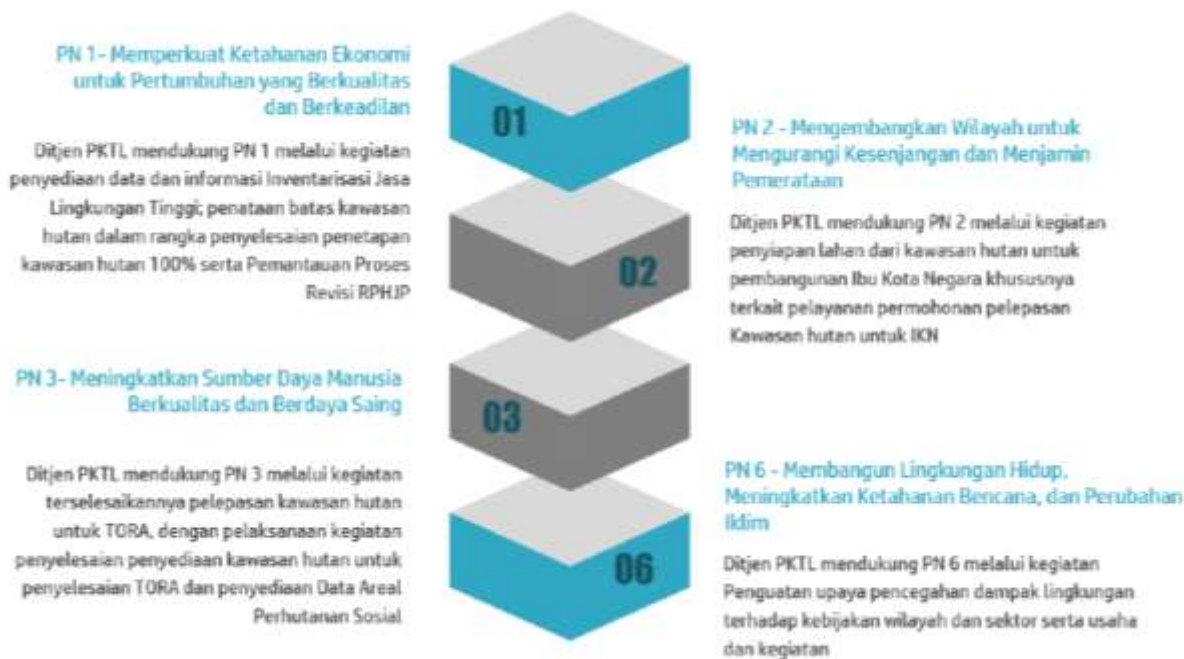 PN 1- Memperkuat Ketahanan Ekonomi
untuk Pertumbuhan yang Berkualitas
dan Berkeadilan
Ditjen PKTL mendukung PN 1 melalui kegiatan
penyediaan data dan informasi Inventarisasi Jasa
Lingkungan Tinggi; penataan batas kawasan
hutan dalam rangka penyelesaian penetapan
kawasan hutan 100% serta Pemantauan Proses
Revisi RPHJP
01
PN 2 - Mengembangkan Wilayah untuk
Mengurangi Kesenjangan dan Menjamin
Pemerataan
Ditjen PKTL mendukung PN 2 melalui kegiatan
penyiapan lahan dari kawasan hutan untuk
pembangunan Ibu Kota Negara khususnya
terkait pelayanan permohonan pelepasan
Kawasan hutan untuk IKN
02
PN 3- Meningkatkan Sumber Daya Manusia
Berkualitas dan Berdaya Saing
Ditjen PKTL mendukung PN 3 melalui kegiatan
terselesaikannya pelepasan kawasan hutan
untuk TORA, dengan pelaksanaan kegiatan
penyelesaian penyediaan kawasan hutan untuk
penyelesaian TORA dan penyediaan Data Areal
Perhutanan Sosial
03
PN 6 - Membangun Lingkungan Hidup,
Meningkatkan Ketahanan Bencana, dan Perubahan
Iklim
Ditjen PKTL mendukung PN 6 melalui kegiatan
Penguatan upaya pencegahan dampak lingkungan
terhadap kebijakan wilayah dan sektor serta usaha
dan kegiatan
06